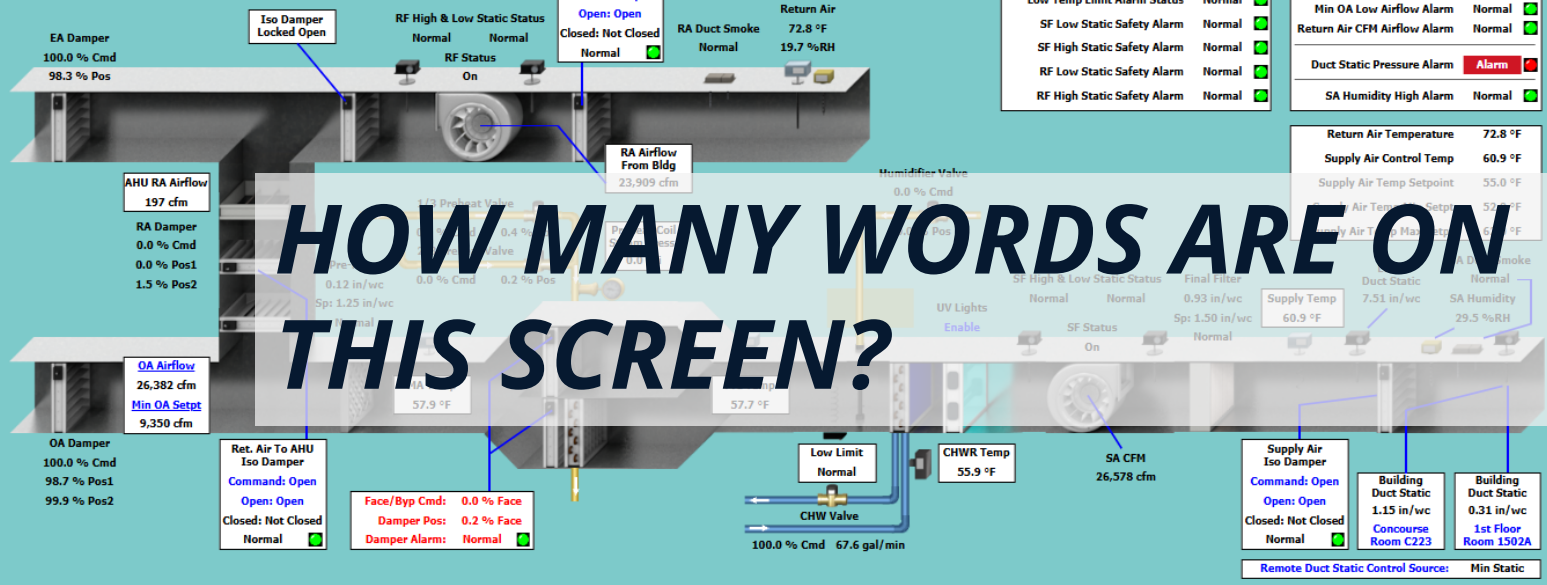 Iso Damper
Locked Open
RF High & Low Static Status
Normal Normal
RF Status
On
Open: Open
Closed: Not Closed
Normal
RA Duct Smoke
Normal
Return Air
72.8 °F
19.7 %RH
EA Damper
100.0 % Cmd
98.3 % Pos
Low Temp Limit Alarm Status Normal
SF Low Static Safety Alarm Normal
SF High Static Safety Alarm Normal
RF Low Static Safety Alarm Normal
RF High Static Safety Alarm Normal
Min OA Low Airflow Alarm Normal
Return Air CFM Airflow Alarm Normal
Duct Static Pressure Alarm Alarm
SA Humidity High Alarm Normal
Return Air Temperature 72.8 °F
Supply Air Control Temp 60.9 °F
Supply Air Temp Setpoint 55.0 °F
RA Airflow
From Bldg
23,909 cfm
AHU RA Airflow
197 cfm
RA Damper
0.0 % Cmd
0.0 % Pos1
1.5 % Pos2
1/3 Preheat Valve
Humidifier Valve
0.0 % Cmd
HOW MANY WORDS ARE ON
THIS SCREEN?
0.12 in/wc
Sp: 1.25 in/wc
0.0 % Cmd 0.2 % Pos
SF High & Low Static Status
Normal Normal
SF Status
On
UV Lights
Enable
Final Filter
0.93 in/wc
Sp: 1.50 in/wc
Normal
Supply Temp
60.9 °F
Duct Static
7.51 in/wc
Normal
SA Humidity
29.5 %RH
57.9 °F
57.7 °F
OA Airflow
26,382 cfm
Min OA Setpt
9,350 cfm
OA Damper
100.0 % Cmd
98.7 % Pos1
99.9 % Pos2
Ret. Air To AHU
Iso Damper
Command: Open
Open: Open
Closed: Not Closed
Normal
Face/Byp Cmd: 0.0 % Face
Damper Pos: 0.2 % Face
Damper Alarm: Normal
Low Limit
Normal
CHWR Temp
55.9 °F
CHW Valve
100.0 % Cmd 67.6 gal/min
SA CFM
26,578 cfm
Supply Air
Iso Damper
Command: Open
Open: Open
Closed: Not Closed
Normal
Building
Duct Static
1.15 in/wc
Concourse
Room C223
Building
Duct Static
0.31 in/wc
1st Floor
Room 1502A
Remote Duct Static Control Source: Min Static